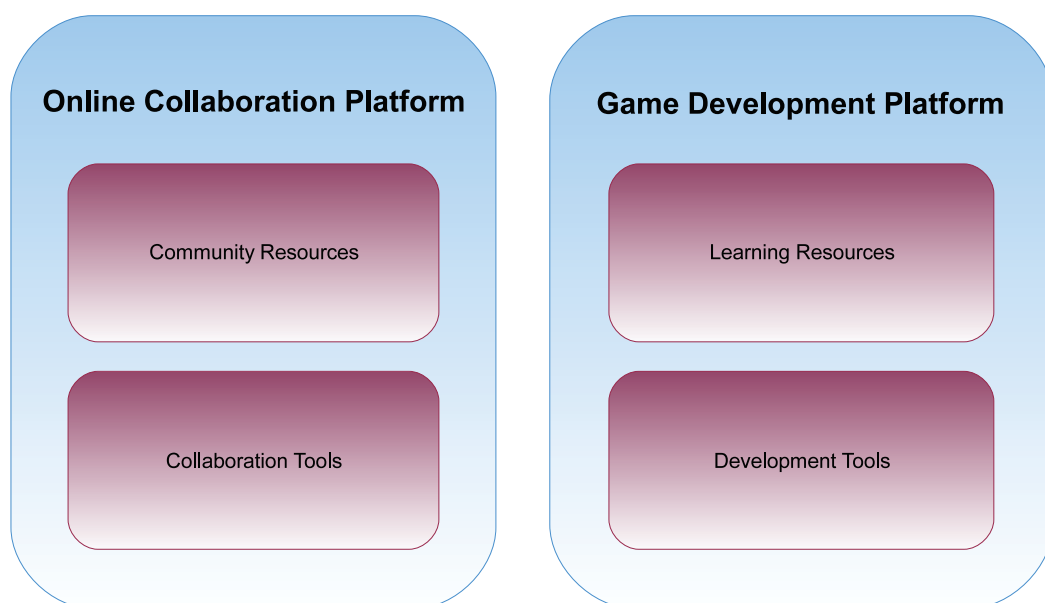 Online Collaboration Platform
Community Resources
Collaboration Tools
Game Development Platform
Learning Resources
Development Tools